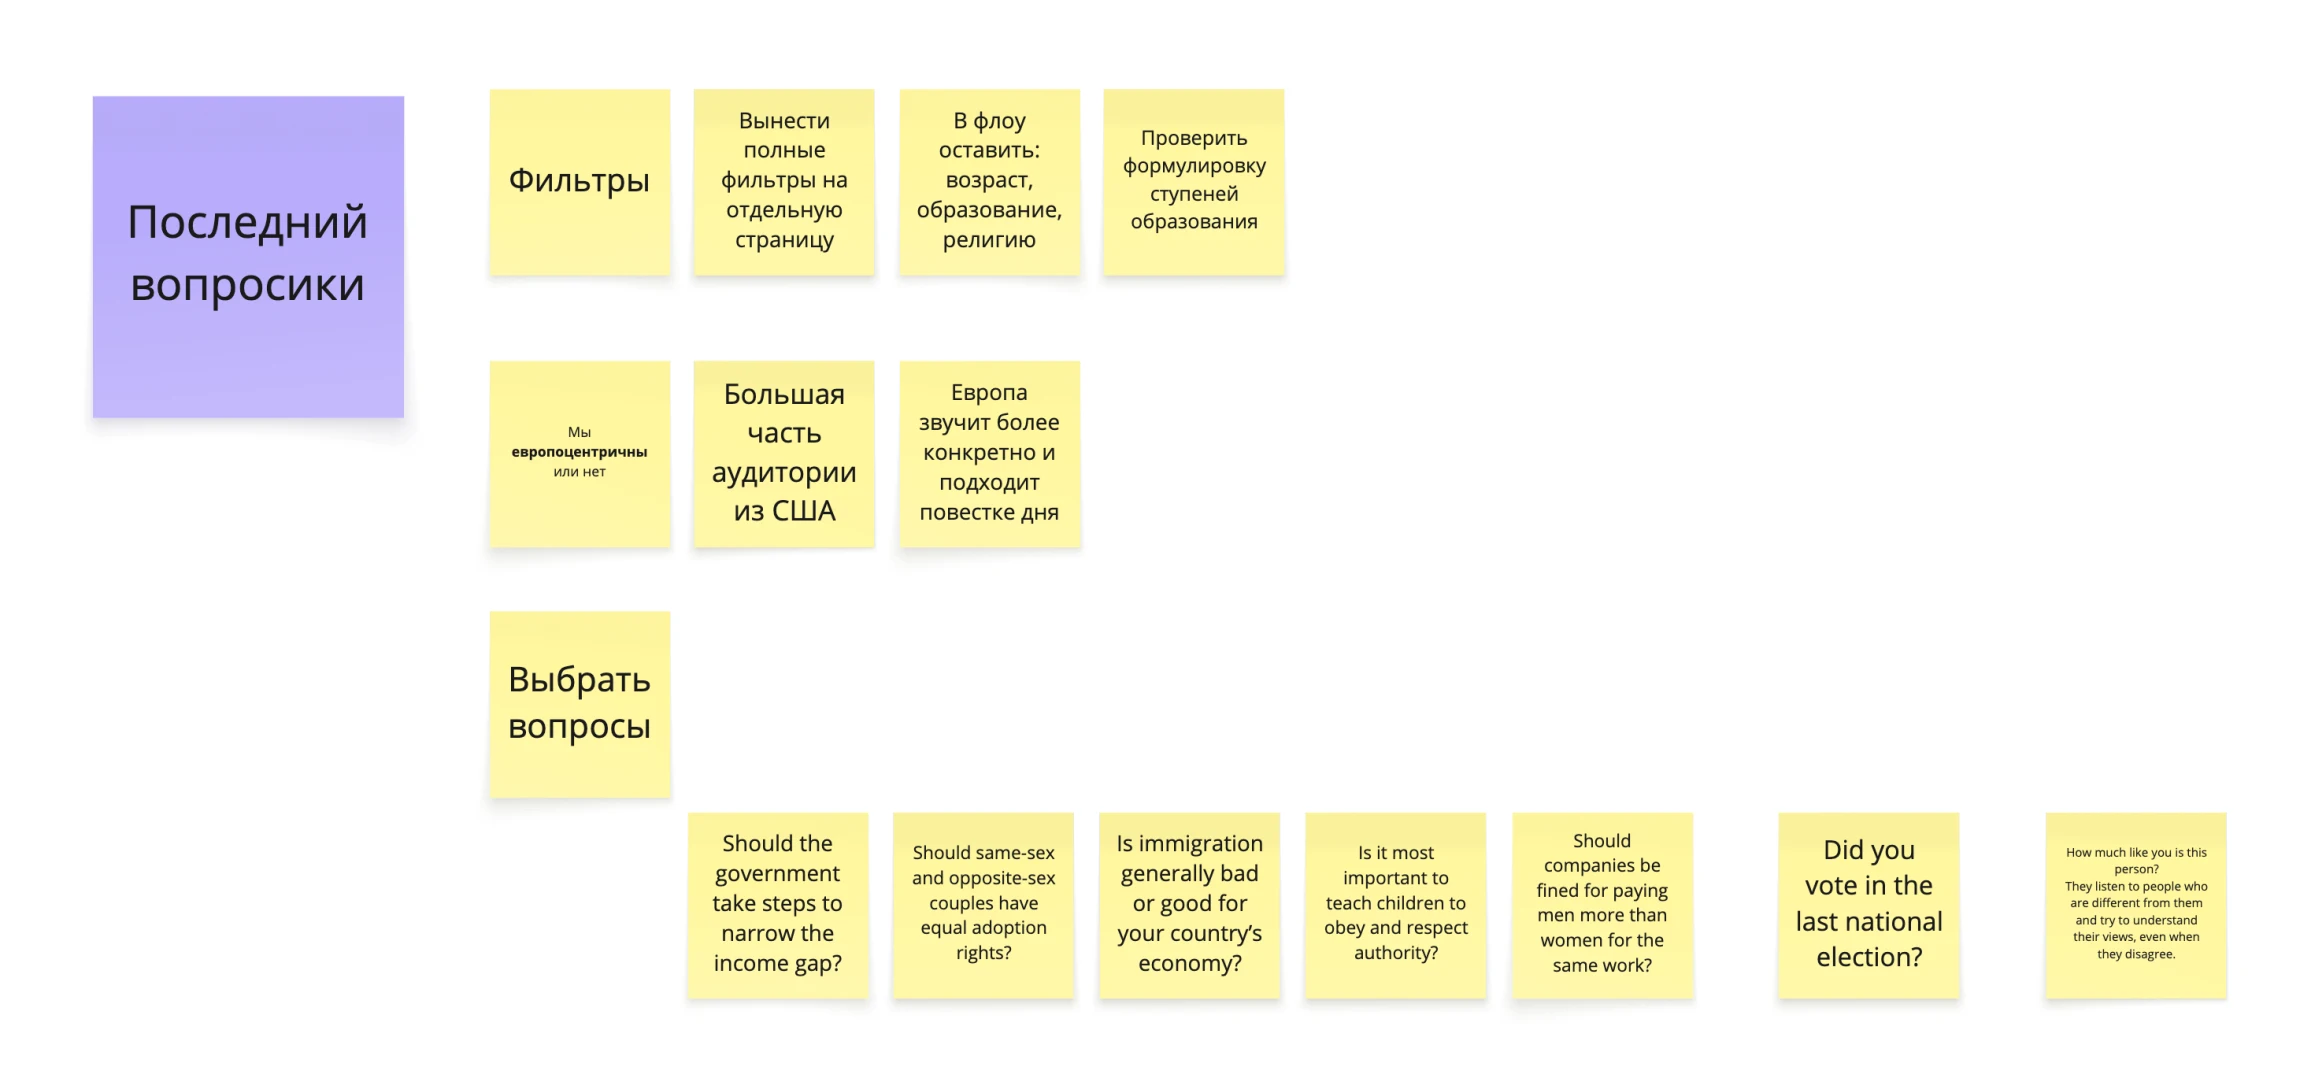 Последний
вопросики
Фильтры
Вынести
полные
фильтры на
отдельную
страницу
В флоу
оставить:
возраст,
образование,
религию
Проверить
формулировку
ступеней
образования
Мы
европоцентричны
или нет
Большая
часть
аудитории
из США
Европа
звучит более
конкретно и
подходит
повестке дня
Выбрать
вопросы
Should the
government
take steps to
narrow the
income gap?
Should same-sex
and opposite-sex
couples have
equal adoption
rights?
Is immigration
generally bad
or good for
your country’s
economy?
Is it most
important to
teach children to
obey and respect
authority?
Should
companies be
fined for paying
men more than
women for the
same work?
Did you
vote in the
last national
election?
How much like you is this
person?
They listen to people who
are different from them
and try to understand
their views, even when
they disagree.